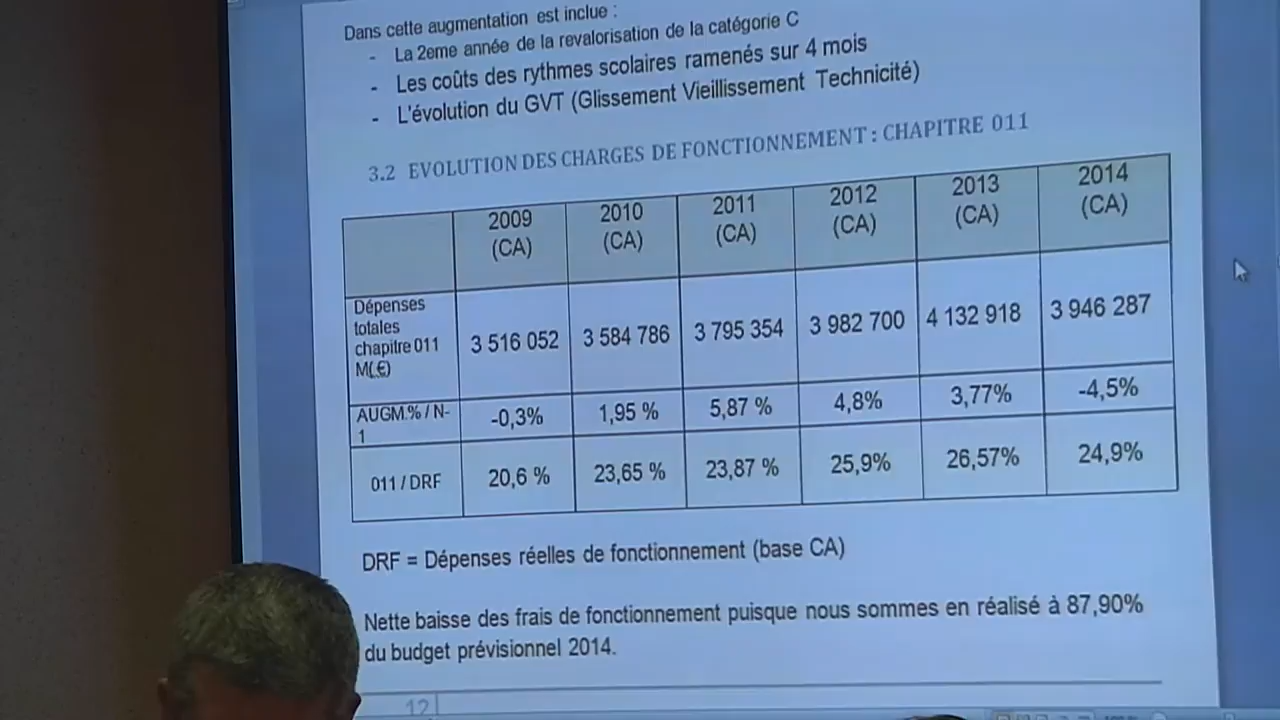 Dans cette augmentation est inclue :
- La 2eme année de la revalorisation de la catégorie C
- Les coûts des rythmes scolaires ramenés sur 4 mois
- L'évolution du GVT (Glissement Vieillissement Technicité)
3.2 EVOLUTION DES CHARGES DE FONCTIONNEMENT : CHAPITRE 011
2009 (CA) 2010 (CA) 2011 (CA) 2012 (CA) 2013 (CA) 2014 (CA)
Dépenses
totales
chapitre 011
M(€)
3 516 052 3 584 786 3 795 354 3 982 700 4 132 918 3 946 287
AUGM.% / N-
1
-0,3% 1,95 % 5,87 % 4,8% 3,77% -4,5%
011 / DRF 20,6 % 23,65 % 23,87 % 25,9% 26,57% 24,9%
DRF = Dépenses réelles de fonctionnement (base CA)
Nette baisse des frais de fonctionnement puisque nous sommes en réalisé à 87,90%
du budget prévisionnel 2014.
12